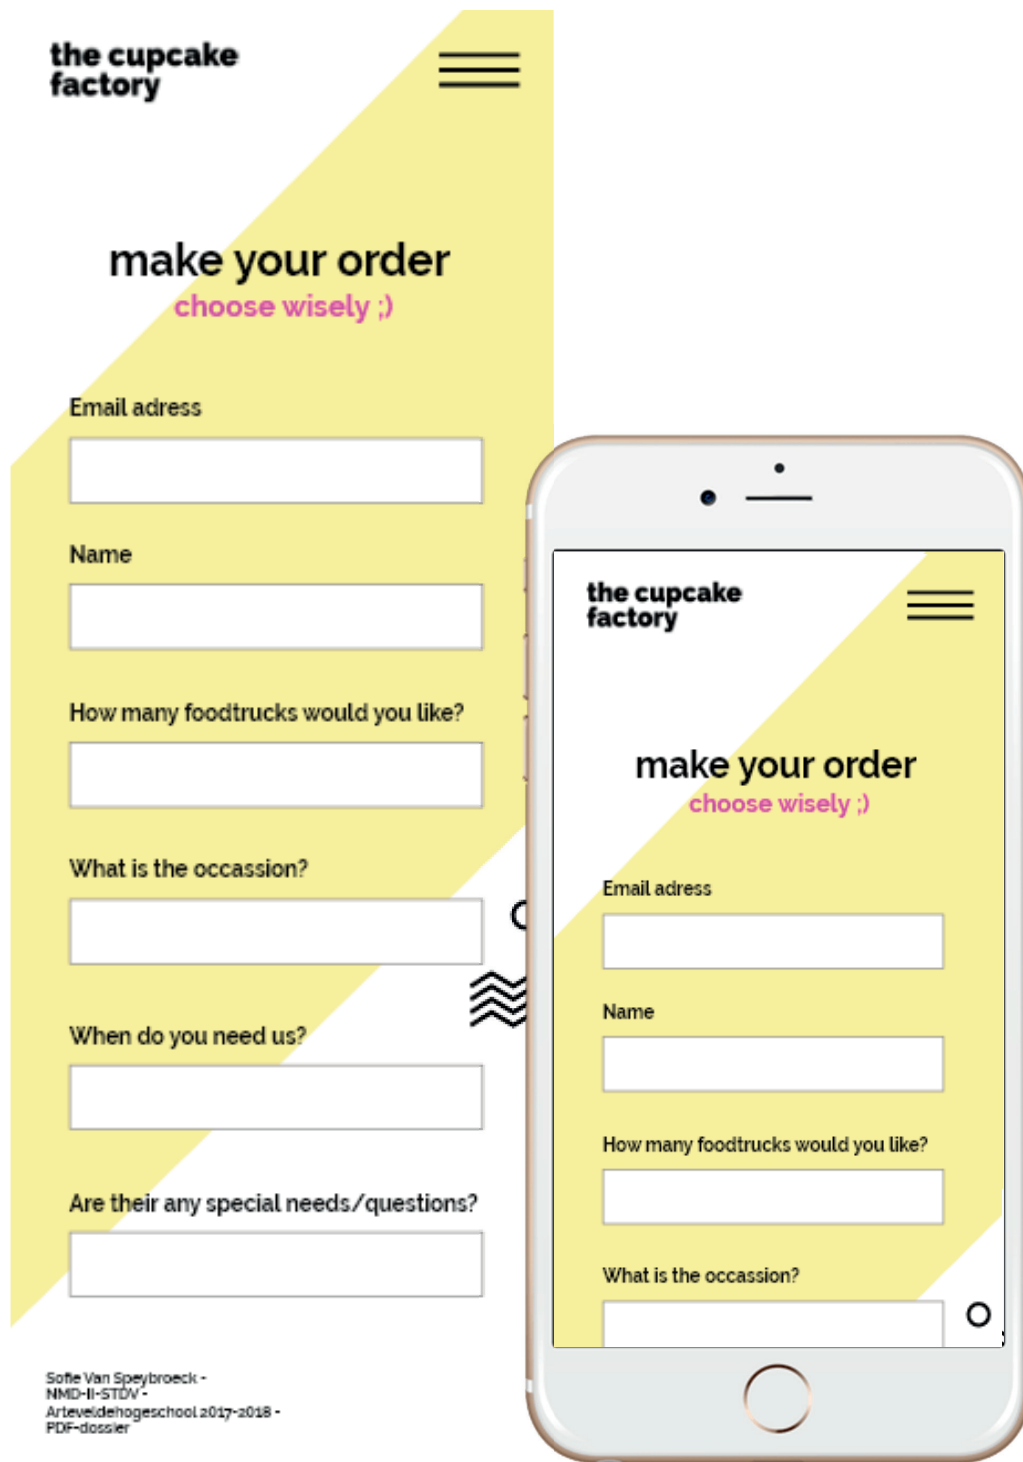 the cupcake
factory
make your order
choose wisely ;)
Email adress
Name
How many foodtrucks would you like?
What is the occassion?
When do you need us?
Are their any special needs/questions?
Sofie Van Speybroeck -
NMD-II-STDV -
Arteveldehogeschool 2017-2018 -
PDF-dossier
the cupcake
factory
make your order
choose wisely ;)
Email adress
Name
How many foodtrucks would you like?
What is the occassion?